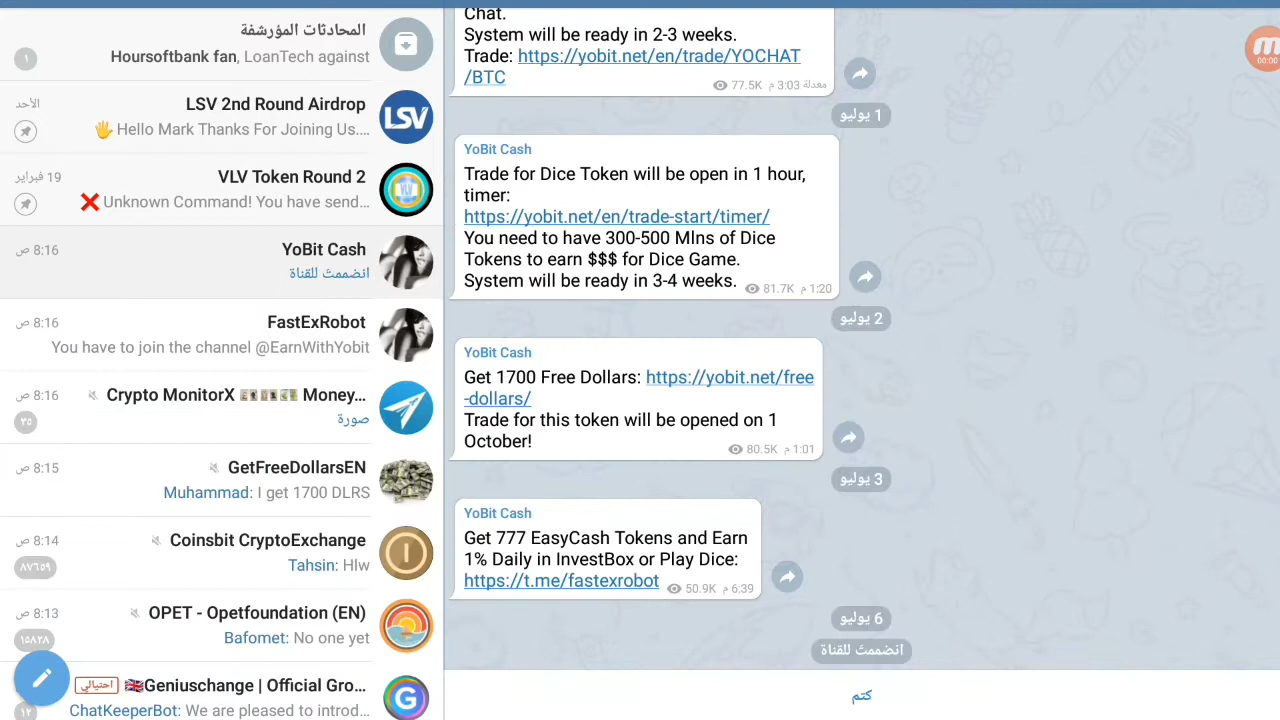 المحادثات المؤرشفة
Hoursoftbank fan, LoanTech against
١
LSV 2nd Round Airdrop
الأحد
🖐 Hello Mark Thanks For Joining Us....
LSV
VLV Token Round 2
19 فبراير
❌ Unknown Command! You have send...
VLV
YoBit Cash
8:16 ص
انضممتَ للقناة
FastExRobot
8:16 ص
You have to join the channel @EarnWithYobit
Crypto MonitorX 💴💵💶💷 Money...
8:16 ص
صورة
٣٥
GetFreeDollarsEN
8:15 ص
Muhammad: I get 1700 DLRS
Coinsbit CryptoExchange
8:14 ص
Tahsin: Hlw
٨٧٦٥٩
OPET - Opetfoundation (EN)
8:13 ص
Bafomet: No one yet
١٥٨٢٨
🇬🇧Geniuschange | Official Gro...
احتيالي
ChatKeeperBot: We are pleased to introd...
١٢
Chat.
System will be ready in 2-3 weeks.
Trade: https://yobit.net/en/trade/YOCHAT
/BTC
77.5K معدلة 3:03 م
1 يوليو
YoBit Cash
Trade for Dice Token will be open in 1 hour,
timer:
https://yobit.net/en/trade-start/timer/
You need to have 300-500 Mlns of Dice
Tokens to earn $$$ for Dice Game.
System will be ready in 3-4 weeks.
81.7K 1:20 م
2 يوليو
YoBit Cash
Get 1700 Free Dollars: https://yobit.net/free
-dollars/
Trade for this token will be opened on 1
October!
80.5K 1:01 م
3 يوليو
YoBit Cash
Get 777 EasyCash Tokens and Earn
1% Daily in InvestBox or Play Dice:
https://t.me/fastexrobot
50.9K 6:39 م
6 يوليو
انضممتَ للقناة
كتم
00:00